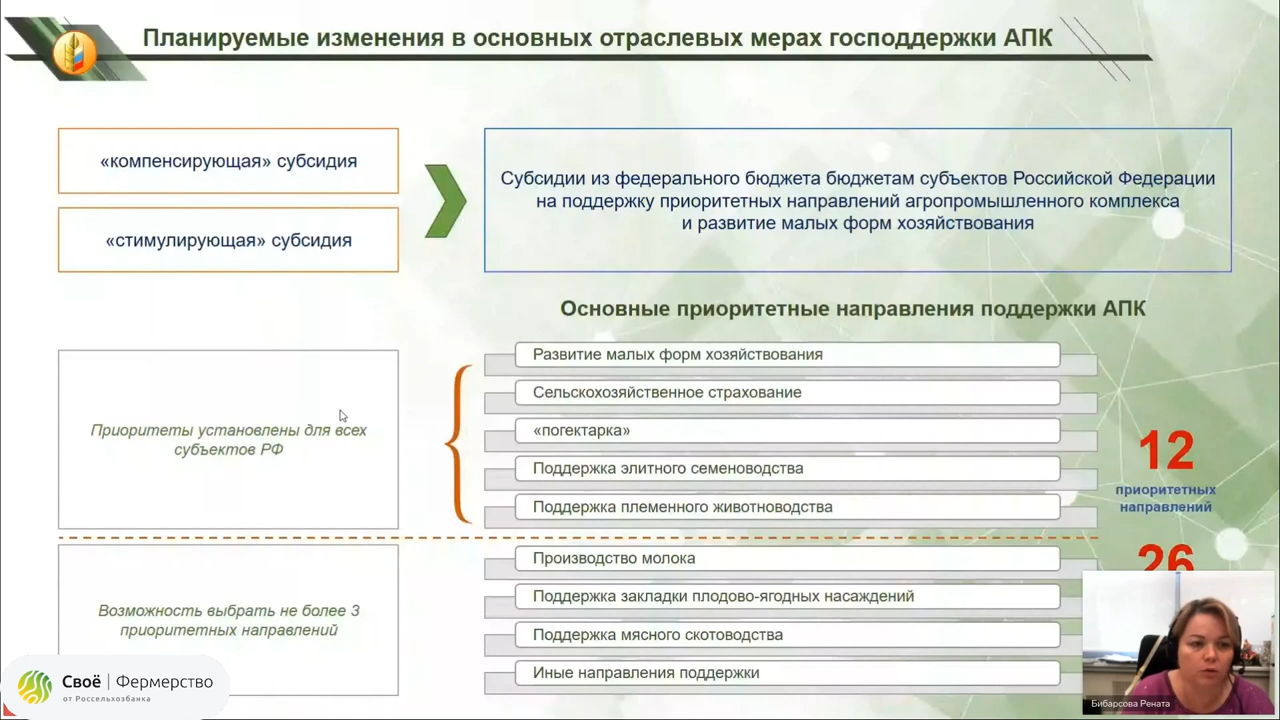 Планируемые изменения в основных отраслевых мерах господдержки АПК
«компенсирующая» субсидия
«стимулирующая» субсидия
Субсидии из федерального бюджета бюджетам субъектов Российской Федерации
на поддержку приоритетных направлений агропромышленного комплекса
и развитие малых форм хозяйствования
Основные приоритетные направления поддержки АПК
Приоритеты установлены для всех
субъектов РФ
Развитие малых форм хозяйствования
Сельскохозяйственное страхование
«погектарка»
Поддержка элитного семеноводства
Поддержка племенного животноводства
12
приоритетных
направлений
Возможность выбрать не более 3
приоритетных направлений
Производство молока
Поддержка закладки плодово-ягодных насаждений
Поддержка мясного скотоводства
Иные направления поддержки
26
Своё | Фермерство
от Россельхозбанка
Бибарсова Рената